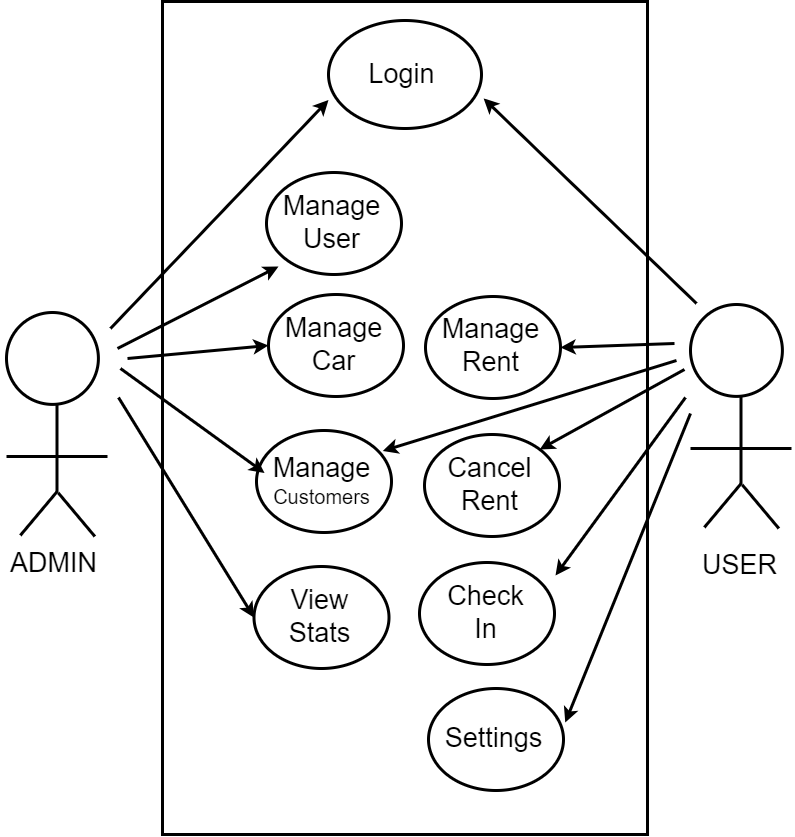 Login
Manage
User
Manage
Car
Manage
Rent
Manage
Customers
Cancel
Rent
ADMIN
USER
View
Stats
Check
In
Settings